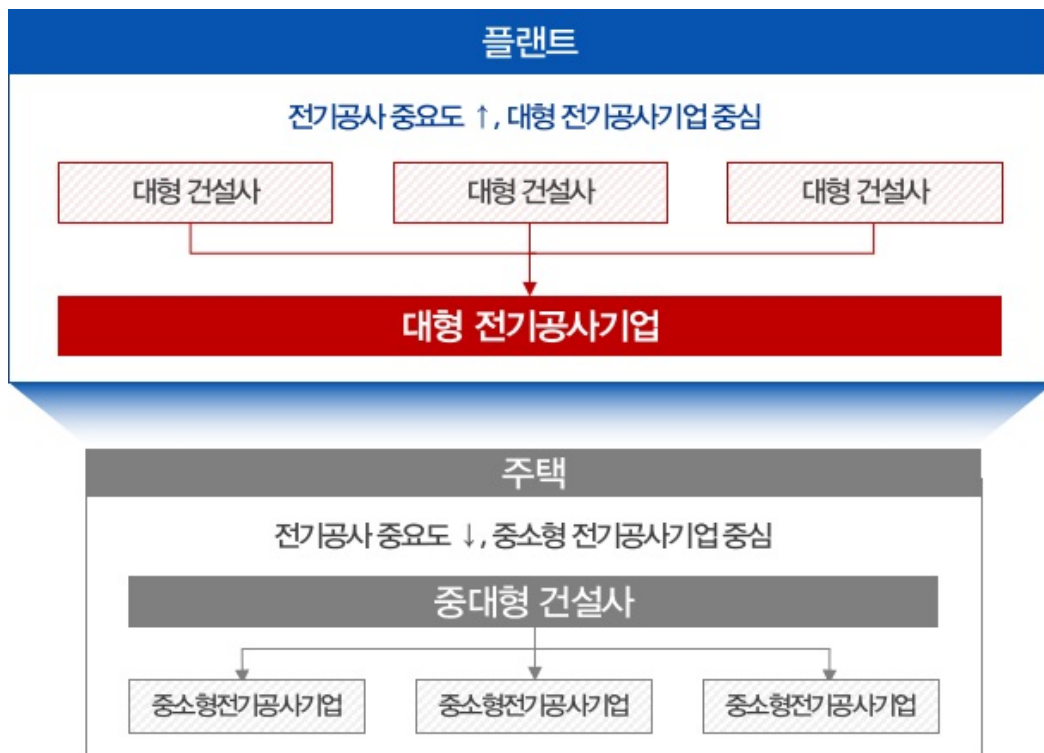 플랜트
전기공사 중요도 ↑, 대형 전기공사기업 중심
대형 건설사 대형 건설사 대형 건설사
대형 전기공사기업
주택
전기공사 중요도 ↓, 중소형 전기공사기업 중심
중대형 건설사
중소형전기공사기업 중소형전기공사기업 중소형전기공사기업